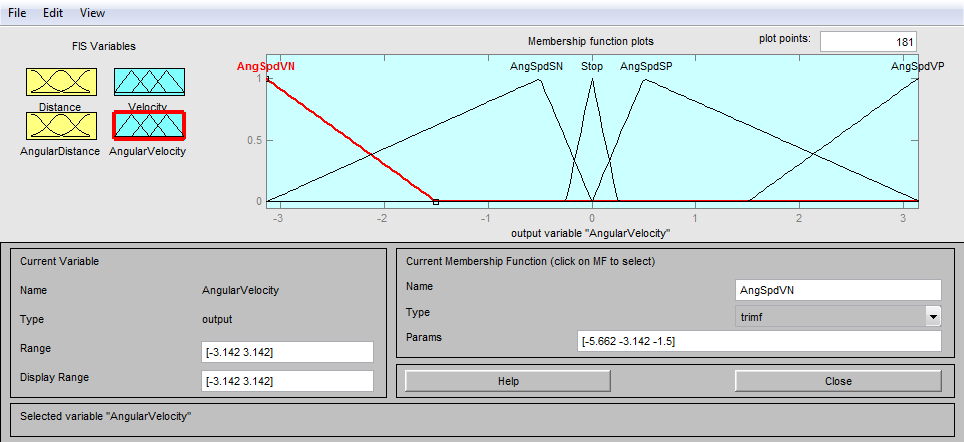 File Edit View
FIS Variables
Distance
Velocity
AngularDistance
AngularVelocity
Membership function plots
plot points:
181
AngSpdVN
AngSpdSN
Stop
AngSpdSP
AngSpdVP
1
0.5
0
-3 -2 -1 0 1 2 3
output variable "AngularVelocity"
Current Variable
Name AngularVelocity
Type output
Range [-3.142 3.142]
Display Range [-3.142 3.142]
Current Membership Function (click on MF to select)
Name AngSpdVN
Type trimf
Params [-5.662 -3.142 -1.5]
Help
Close
Selected variable "AngularVelocity"